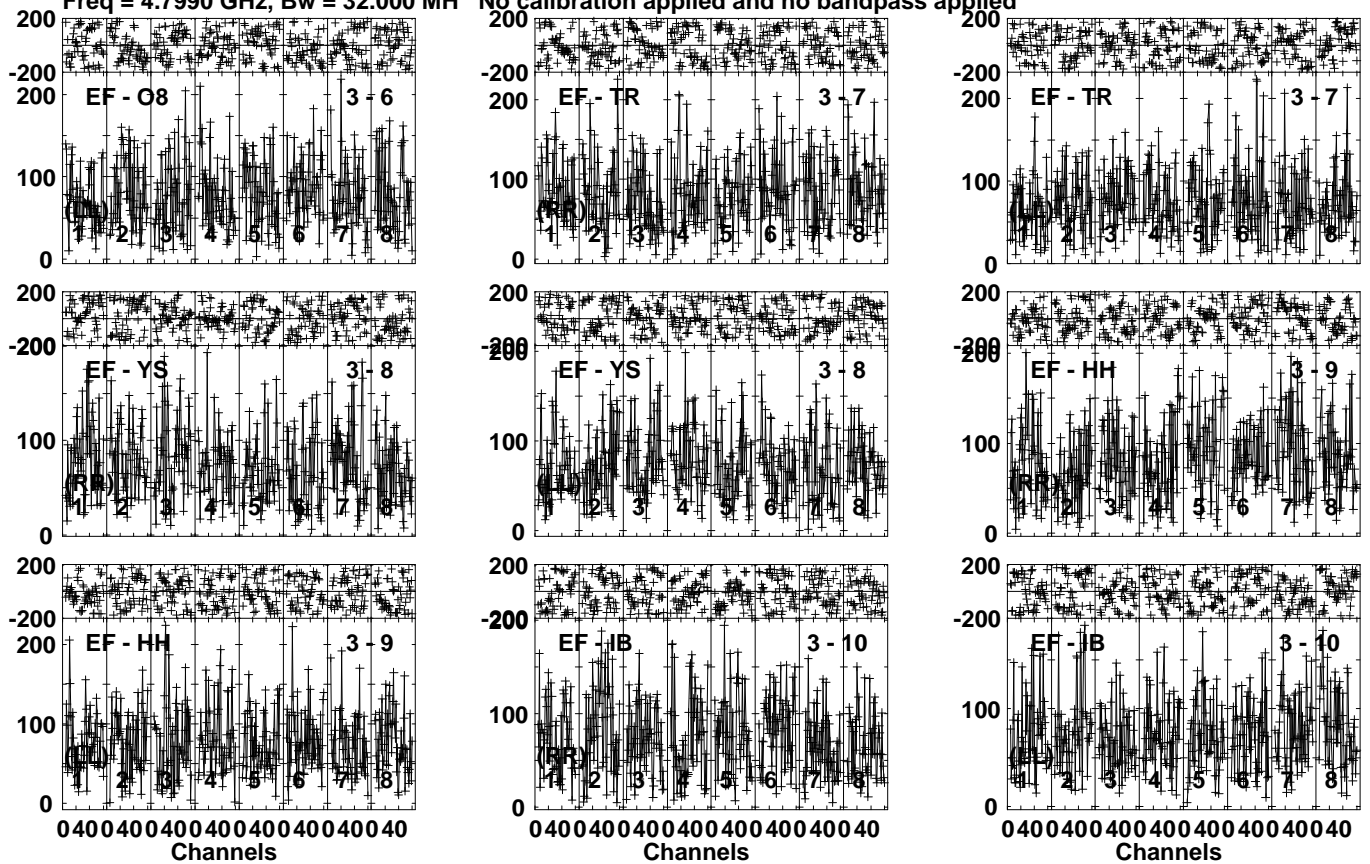 Freq = 4.7990 GHz, Bw = 32.000 MH No calibration applied and no bandpass applied
200 200 200
-200 -200 -200
200 EF - O8 3 - 6 200 EF - TR 3 - 7 200 EF - TR 3 - 7
100 100 100
(LL) (RR) (LL)
1 2 3 4 5 6 7 8 1 2 3 4 5 6 7 8 1 2 3 4 5 6 7 8
0 0 0
200 200 200
-200 -200 -200
200 200
EF - YS 3 - 8 EF - YS 3 - 8 EF - HH 3 - 9
100 100 100
(RR) (LL) (RR)
1 2 3 4 5 6 7 8 1 2 3 4 5 6 7 8 1 2 3 4 5 6 7 8
0 0 0
200 200 200
-200 -200 -200
200 EF - HH 3 - 9 200 EF - IB 3 - 10 EF - IB 3 - 10
100 100 100
(LL) (RR) (LL)
1 2 3 4 5 6 7 8 1 2 3 4 5 6 7 8 1 2 3 4 5 6 7 8
0 0 0
0 40 0 40 0 40 0 40 0 40 0 40 0 40 0 40 0 40 0 40 0 40 0 40 0 40 0 40 0 40 0 40 0 40 0 40 0 40 0 40 0 40 0 40 0 40 0 40
Channels Channels Channels